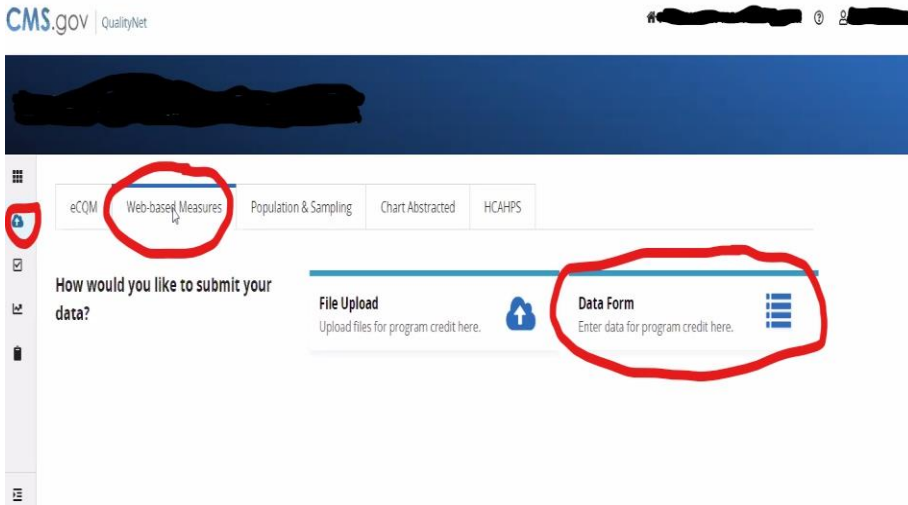 CMS.gov | QualityNet
eCQM
Web-based Measures
Population & Sampling
Chart Abstracted
HCAHPS
How would you like to submit your
data?
File Upload
Upload files for program credit here.
Data Form
Enter data for program credit here.